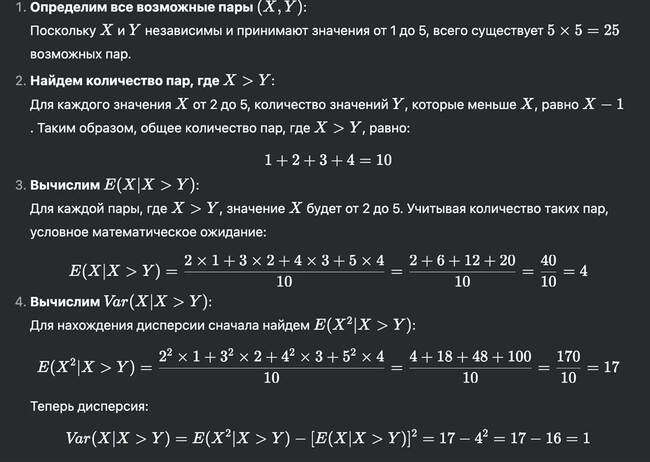 1. Определим все возможные пары (X, Y):
Поскольку X и Y независимы и принимают значения от 1 до 5, всего существует 5 × 5 = 25
возможных пар.
2. Найдем количество пар, где X > Y:
Для каждого значения X от 2 до 5, количество значений Y, которые меньше X, равно X − 1
. Таким образом, общее количество пар, где X > Y, равно:
1 + 2 + 3 + 4 = 10
3. Вычислим E(X|X > Y):
Для каждой пары, где X > Y, значение X будет от 2 до 5. Учитывая количество таких пар,
условное математическое ожидание:
E(X|X > Y) = (2 × 1 + 3 × 2 + 4 × 3 + 5 × 4)/10 = (2 + 6 + 12 + 20)/10 = 40/10 = 4
4. Вычислим Var(X|X > Y):
Для нахождения дисперсии сначала найдем E(X²|X > Y):
E(X²|X > Y) = (2² × 1 + 3² × 2 + 4² × 3 + 5² × 4)/10 = (4 + 18 + 48 + 100)/10 = 170/10 = 17
Теперь дисперсия:
Var(X|X > Y) = E(X²|X > Y) − [E(X|X > Y)]² = 17 − 4² = 17 − 16 = 1